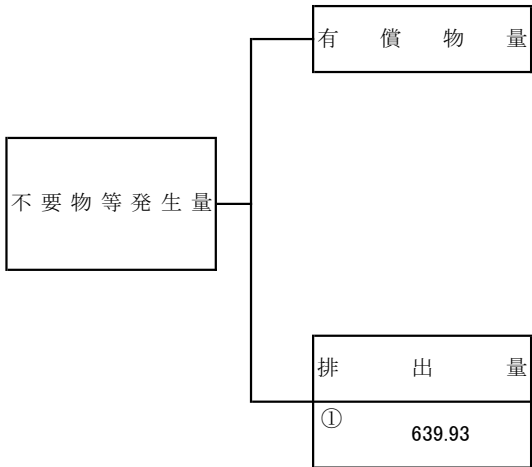 有償物量
不要物等発生量
排出量
①
639.93